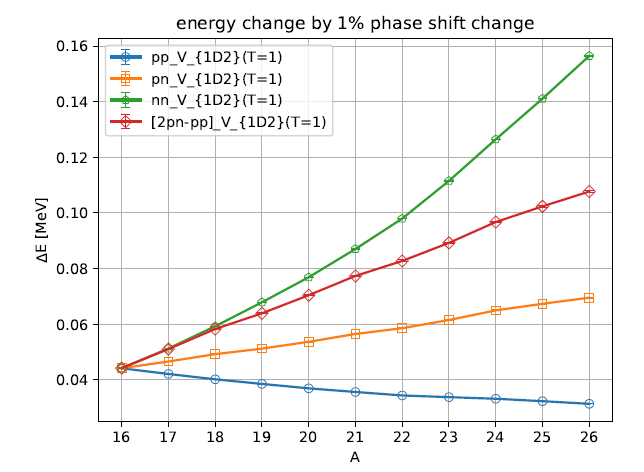 energy change by 1% phase shift change
pp_V_{1D2}(T=1)
pn_V_{1D2}(T=1)
nn_V_{1D2}(T=1)
[2pn-pp]_V_{1D2}(T=1)
ΔE [MeV]
0.16
0.14
0.12
0.10
0.08
0.06
0.04
16 17 18 19 20 21 22 23 24 25 26
A